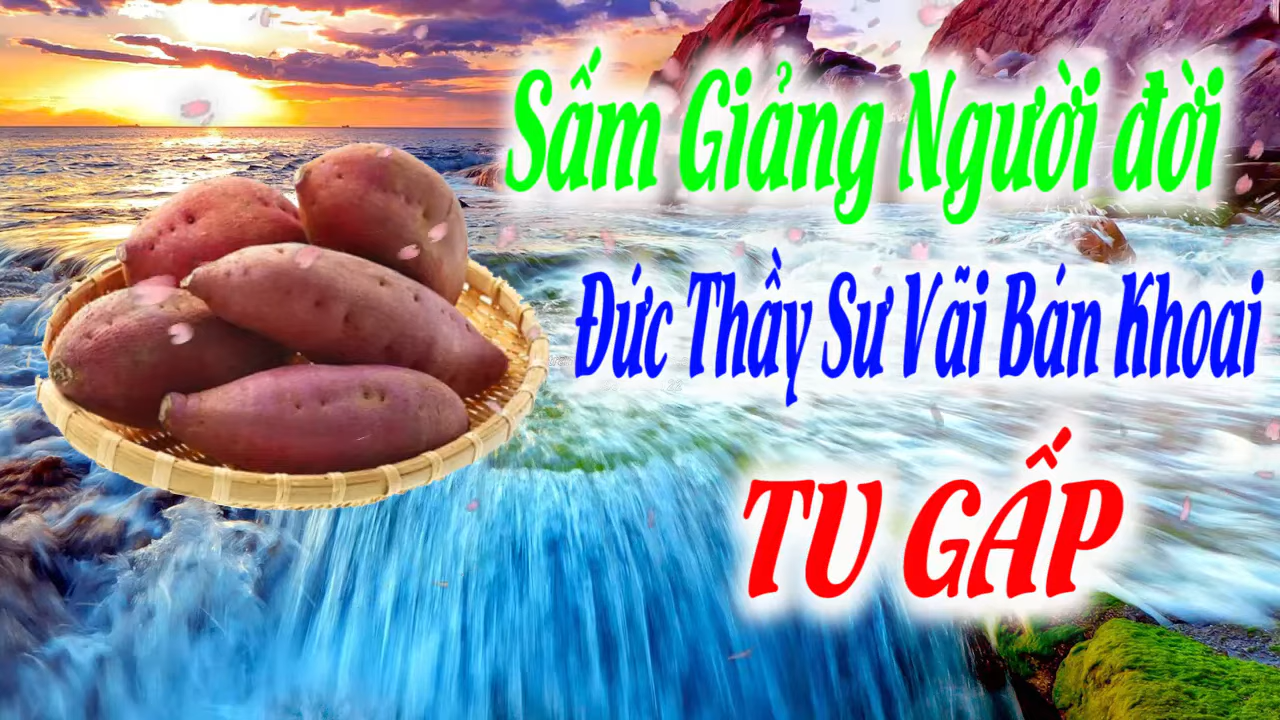 Sấm Giảng Người đời
Đức Thầy Sư Vãi Bán Khoai
TU GẤP